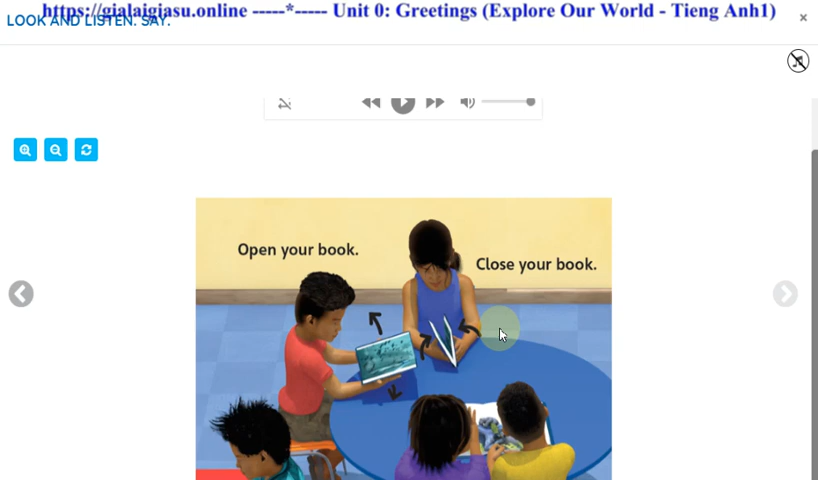 https://gialaigiasu.online -----*----- Unit 0: Greetings (Explore Our World - Tieng Anh1)
LOOK AND LISTEN. SAY.
Open your book.
Close your book.